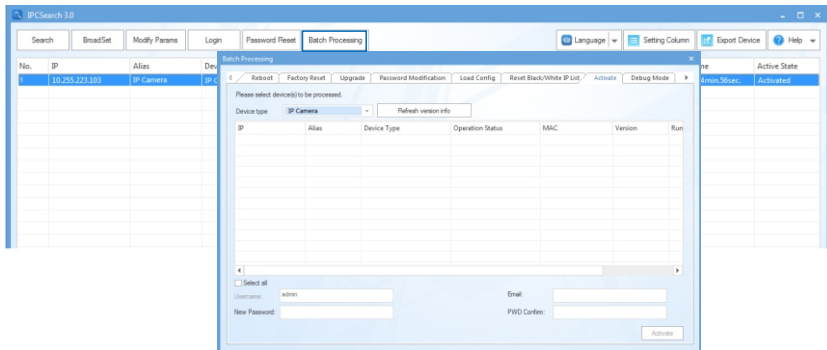 IPCSearch 3.0
Search BroadSet Modify Params Login Password Reset Batch Processing Language Setting Column Export Device Help
No. IP Alias Active State
1 10.255.223.103 IP Camera 4min.56sec. Activated
Batch Processing
Reboot Factory Reset Upgrade Password Modification Load Config Reset Black/White IP List Activate Debug Mode
Please select device(s) to be processed.
Device type IP Camera Refresh version info
IP Alias Device Type Operation Status MAC Version Run
Select all
Username: admin Email:
New Password: PWD Confirm:
Activate